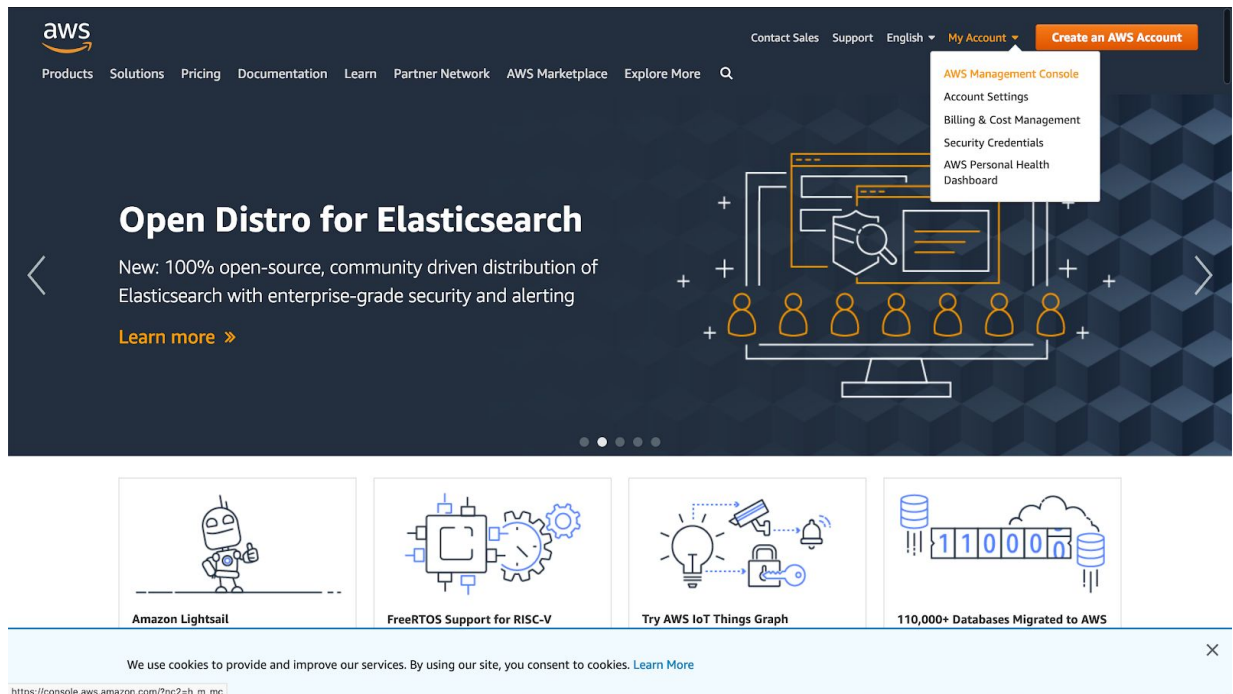 aws
Contact Sales Support English My Account Create an AWS Account
Products Solutions Pricing Documentation Learn Partner Network AWS Marketplace Explore More
AWS Management Console
Account Settings
Billing & Cost Management
Security Credentials
AWS Personal Health
Dashboard
Open Distro for Elasticsearch
New: 100% open-source, community driven distribution of
Elasticsearch with enterprise-grade security and alerting
Learn more »
110000
Amazon Lightsail
FreeRTOS Support for RISC-V
Try AWS IoT Things Graph
110,000+ Databases Migrated to AWS
We use cookies to provide and improve our services. By using our site, you consent to cookies. Learn More
https://console.aws.amazon.com/?nc2=h_m_mc